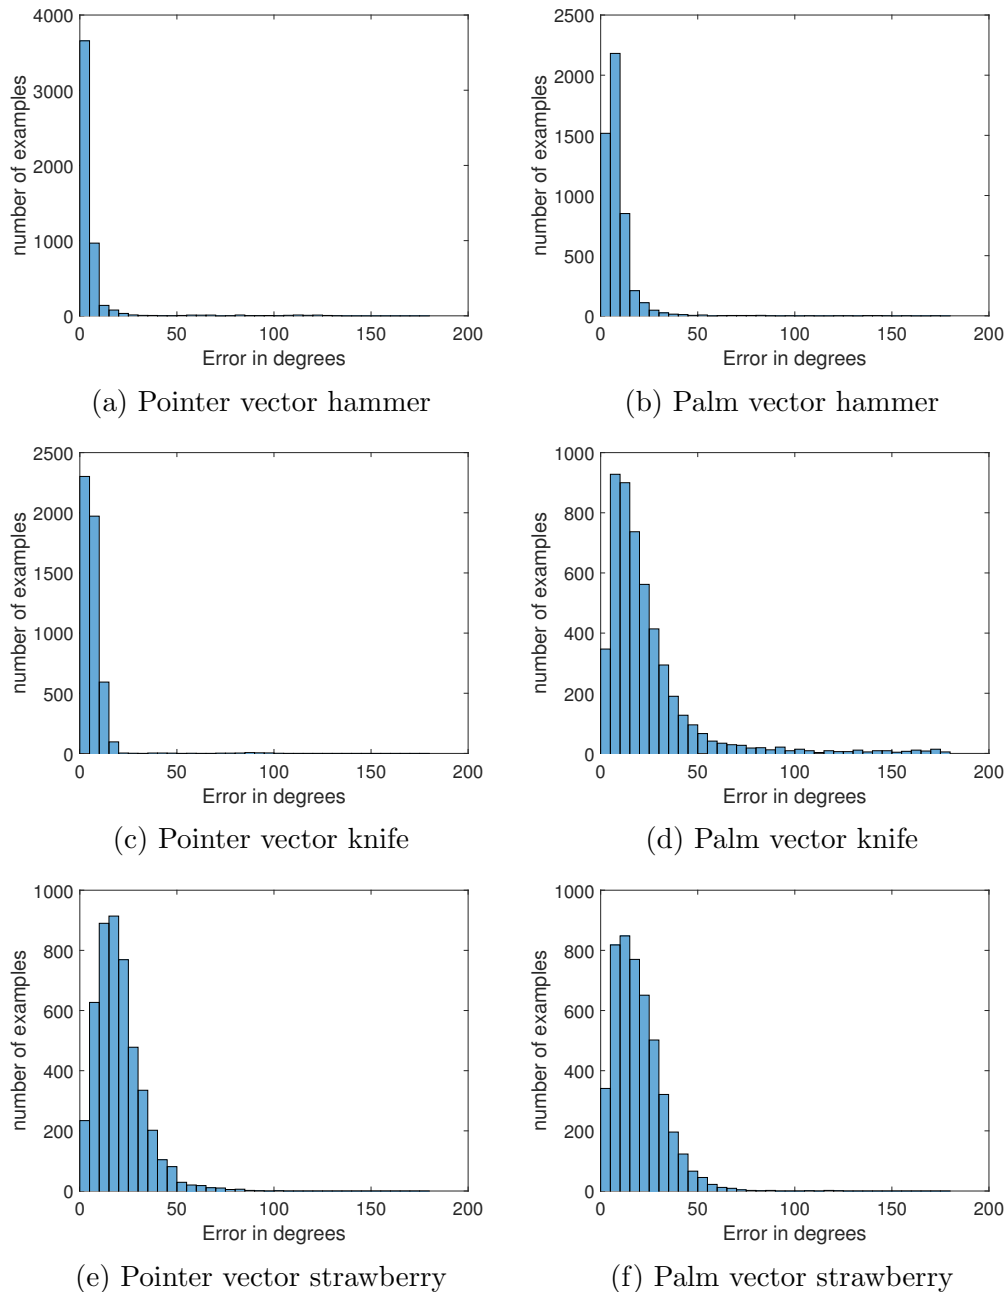 4000
3000
2000
1000
0
0 50 100 150 200
number of examples
Error in degrees
(a) Pointer vector hammer
2500
2000
1500
1000
500
0
0 50 100 150 200
number of examples
Error in degrees
(b) Palm vector hammer
2500
2000
1500
1000
500
0
0 50 100 150 200
number of examples
Error in degrees
(c) Pointer vector knife
1000
800
600
400
200
0
0 50 100 150 200
number of examples
Error in degrees
(d) Palm vector knife
1000
800
600
400
200
0
0 50 100 150 200
number of examples
Error in degrees
(e) Pointer vector strawberry
1000
800
600
400
200
0
0 50 100 150 200
number of examples
Error in degrees
(f) Palm vector strawberry